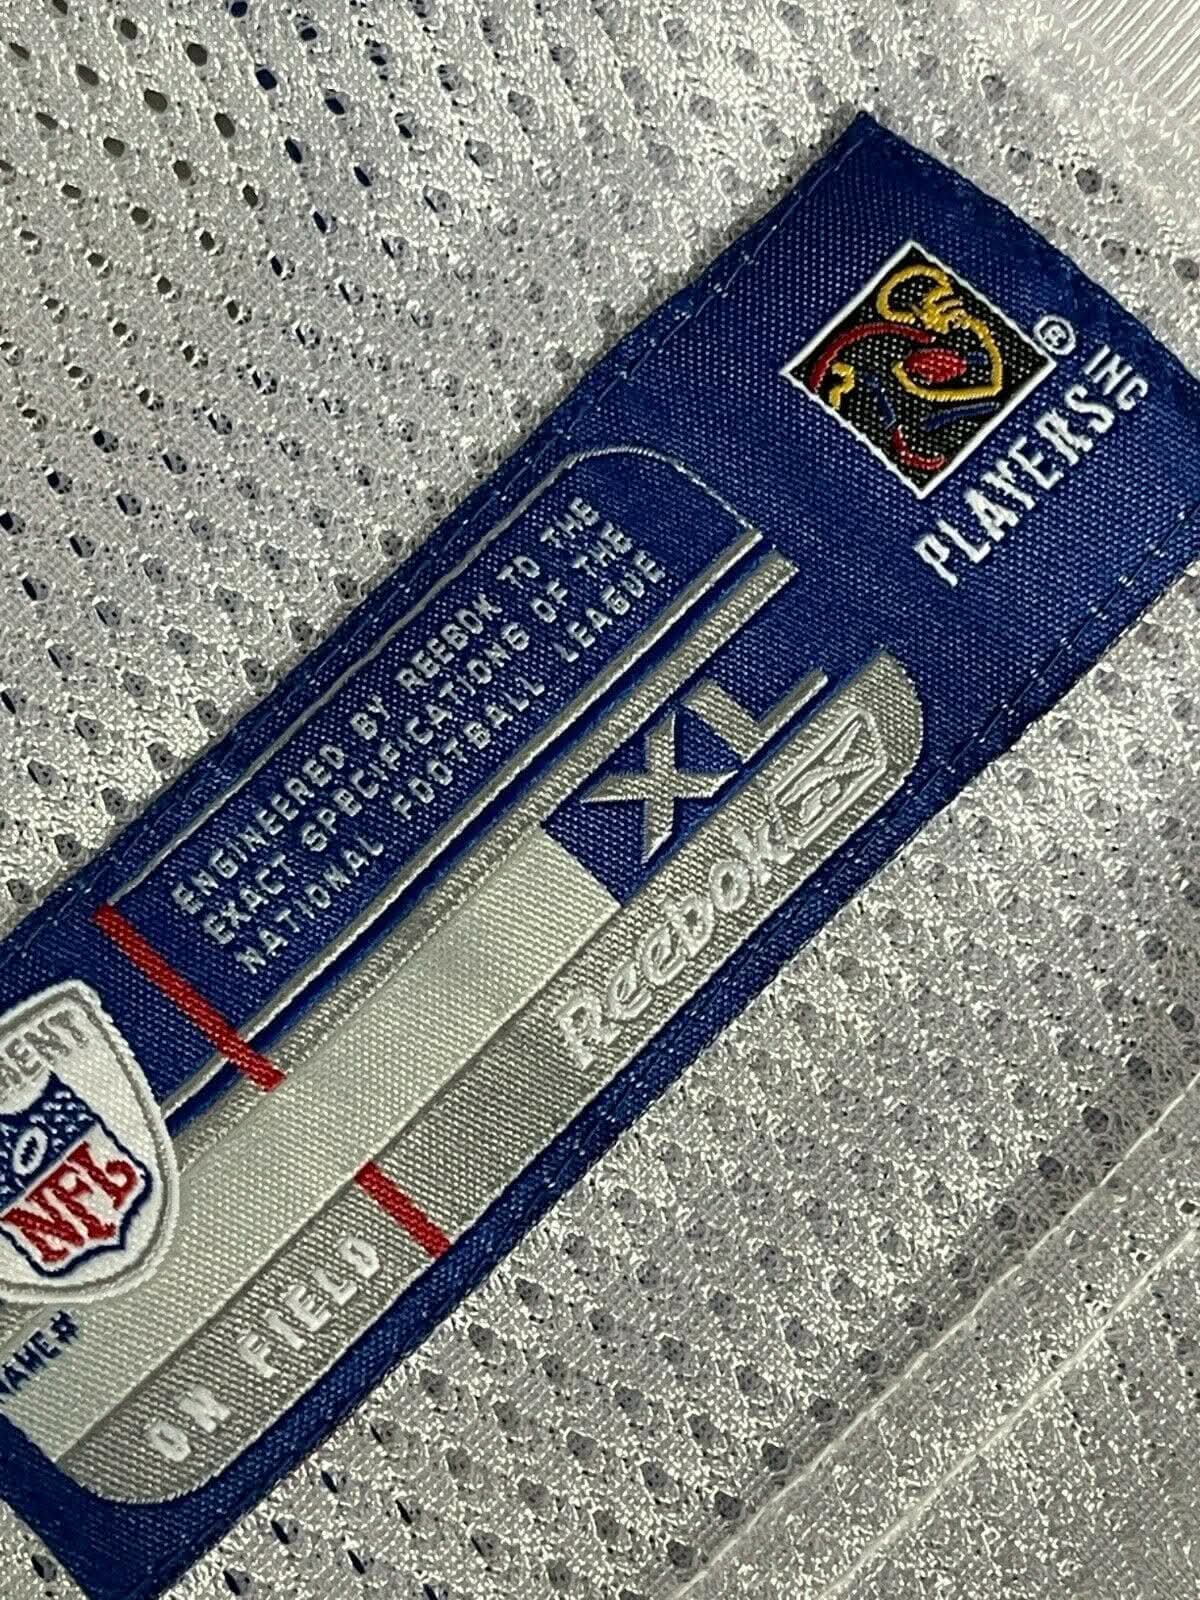 PLAYERS INC
®
ENGINEERED BY REEBOK TO THE
EXACT SPECIFICATIONS OF THE
NATIONAL FOOTBALL LEAGUE
XL
Reebok
NFL
ON FIELD